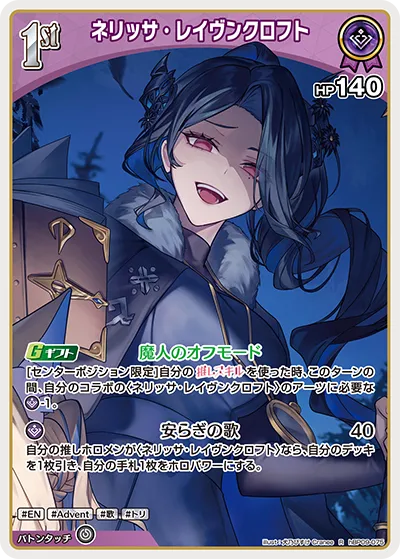 1st
ネリッサ・レイヴンクロフト
HP140
Gギフト 魔人のオフモード
[センターポジション限定]自分の推しスキルを使った時、このターンの
間、自分のコラボの〈ネリッサ・レイヴンクロフト〉のアーツに必要な
-1。
安らぎの歌 40
自分の推しホロメンが〈ネリッサ・レイヴンクロフト〉なら、自分のデッキ
を1枚引き、自分の手札1枚をホロパワーにする。
#EN #Advent #歌 #トリ
バトンタッチ
R